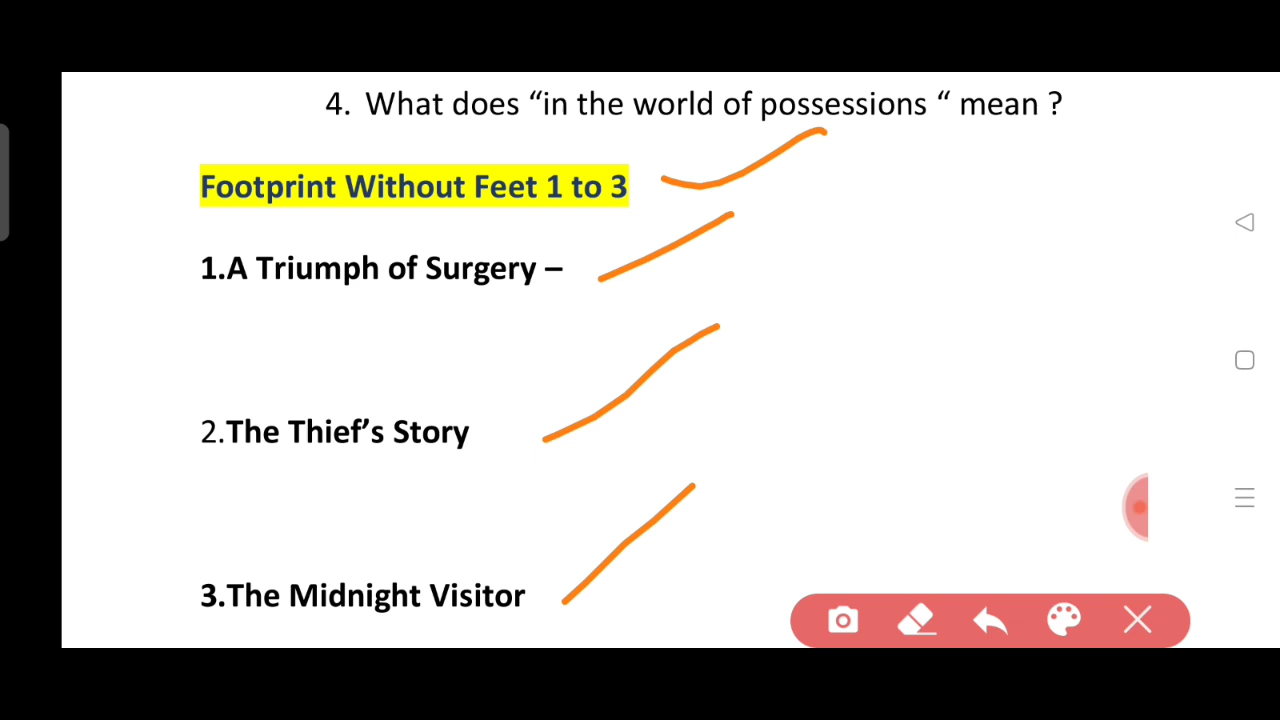 4. What does “in the world of possessions “ mean ?
Footprint Without Feet 1 to 3
1.A Triumph of Surgery –
2.The Thief’s Story
3.The Midnight Visitor